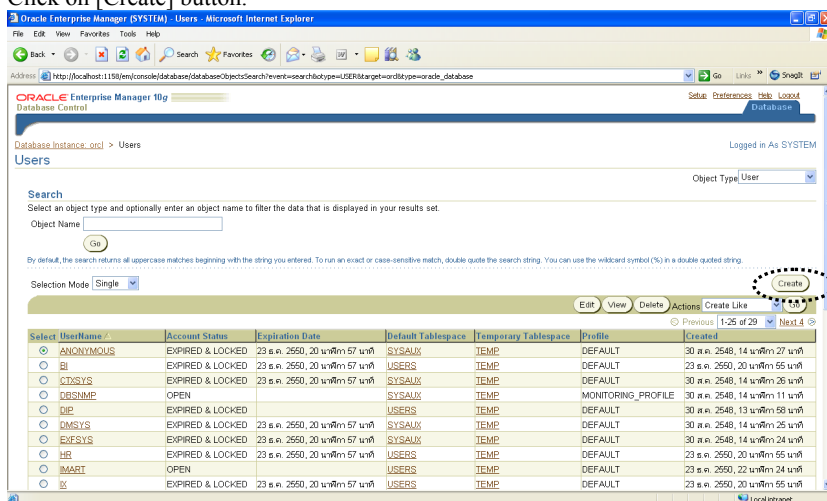 Click on [Create] button.
Oracle Enterprise Manager (SYSTEM) - Users - Microsoft Internet Explorer
File Edit View Favorites Tools Help
Back Search Favorites
Address http://localhost:1158/em/console/database/databaseObjectsSearch?event=search&otype=USER&target=orcl&type=oracle_database Go Links SnagIt
ORACLE Enterprise Manager 10g Setup Preferences Help Logout
Database Control Database
Database Instance: orcl > Users Logged in As SYSTEM
Users
Object Type User
Search
Select an object type and optionally enter an object name to filter the data that is displayed in your results set.
Object Name
Go
By default, the search returns all uppercase matches beginning with the string you entered. To run an exact or case-sensitive match, double quote the search string. You can use the wildcard symbol (%) in a double quoted string.
Selection Mode Single Create
Edit View Delete Actions Create Like Go
Previous 1-25 of 29 Next 4
Select UserName Account Status Expiration Date Default Tablespace Temporary Tablespace Profile Created
ANONYMOUS EXPIRED & LOCKED 23 ธ.ค. 2550, 20 นาฬิกา 57 นาที SYSAUX TEMP DEFAULT 30 ส.ค. 2548, 14 นาฬิกา 27 นาที
BI EXPIRED & LOCKED 23 ธ.ค. 2550, 20 นาฬิกา 57 นาที USERS TEMP DEFAULT 23 ธ.ค. 2550, 20 นาฬิกา 55 นาที
CTXSYS EXPIRED & LOCKED 23 ธ.ค. 2550, 20 นาฬิกา 57 นาที SYSAUX TEMP DEFAULT 30 ส.ค. 2548, 14 นาฬิกา 26 นาที
DBSNMP OPEN SYSAUX TEMP MONITORING_PROFILE 30 ส.ค. 2548, 14 นาฬิกา 11 นาที
DIP EXPIRED & LOCKED USERS TEMP DEFAULT 30 ส.ค. 2548, 13 นาฬิกา 58 นาที
DMSYS EXPIRED & LOCKED 23 ธ.ค. 2550, 20 นาฬิกา 57 นาที SYSAUX TEMP DEFAULT 30 ส.ค. 2548, 14 นาฬิกา 25 นาที
EXFSYS EXPIRED & LOCKED 23 ธ.ค. 2550, 20 นาฬิกา 57 นาที SYSAUX TEMP DEFAULT 30 ส.ค. 2548, 14 นาฬิกา 24 นาที
HR EXPIRED & LOCKED 23 ธ.ค. 2550, 20 นาฬิกา 57 นาที USERS TEMP DEFAULT 23 ธ.ค. 2550, 20 นาฬิกา 55 นาที
IMART OPEN USERS TEMP DEFAULT 23 ธ.ค. 2550, 22 นาฬิกา 24 นาที
IX EXPIRED & LOCKED 23 ธ.ค. 2550, 20 นาฬิกา 57 นาที USERS TEMP DEFAULT 23 ธ.ค. 2550, 20 นาฬิกา 55 นาที
Local intranet